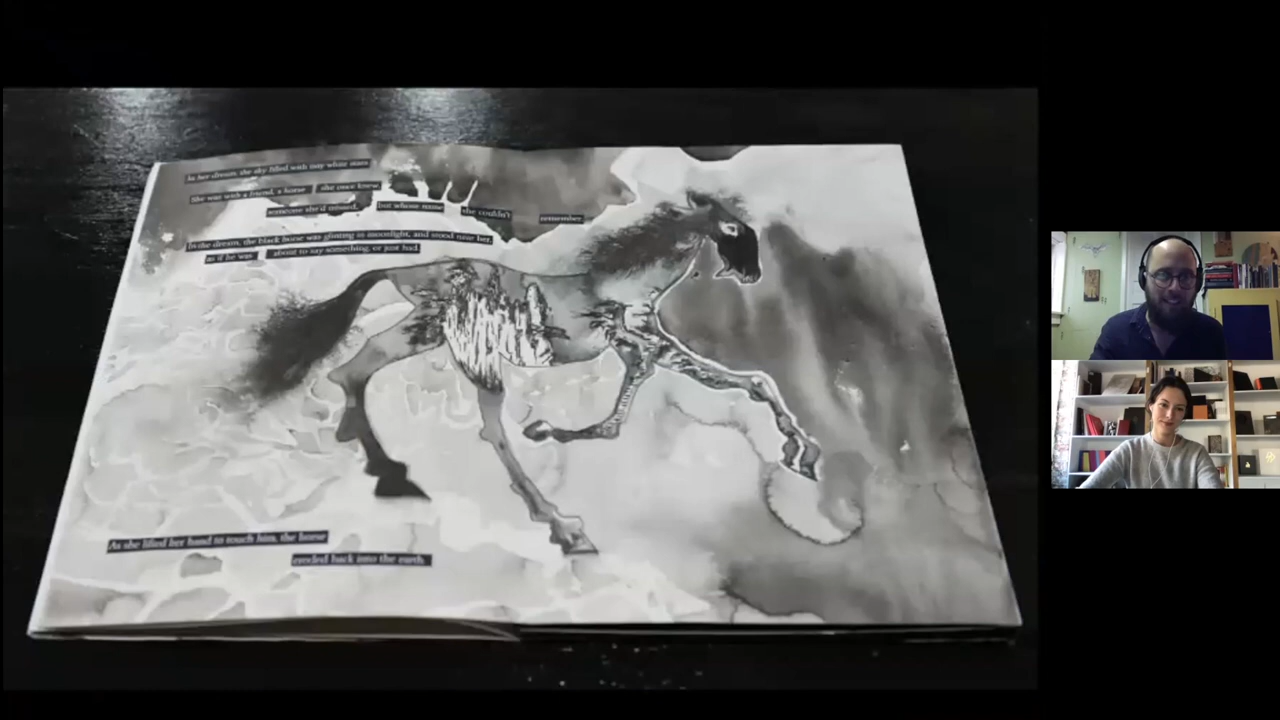 In her dream, the sky filled with tiny white stars.
She was with a friend, a horse she once knew,
someone she'd missed, but whose name she couldn't remember.
In the dream, the black horse was glinting in moonlight, and stood near her,
as if he was about to say something, or just had.
As she lifted her hand to touch him, the horse
eroded back into the earth.